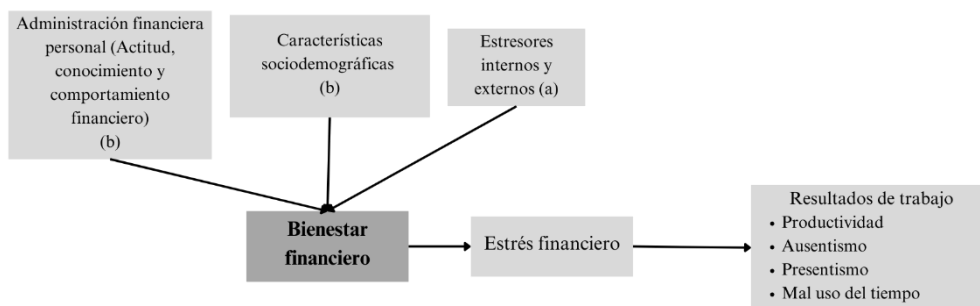 Administración financiera
personal (Actitud,
conocimiento y
comportamiento
financiero)
(b)
Características
sociodemográficas
(b)
Estresores
internos y
externos (a)
Bienestar
financiero
Estrés financiero
Resultados de trabajo
• Productividad
• Ausentismo
• Presentismo
• Mal uso del tiempo